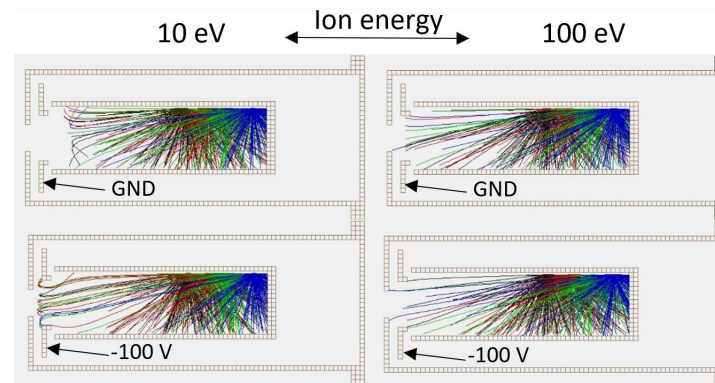 Ion energy
10 eV
100 eV
GND
GND
-100 V
-100 V